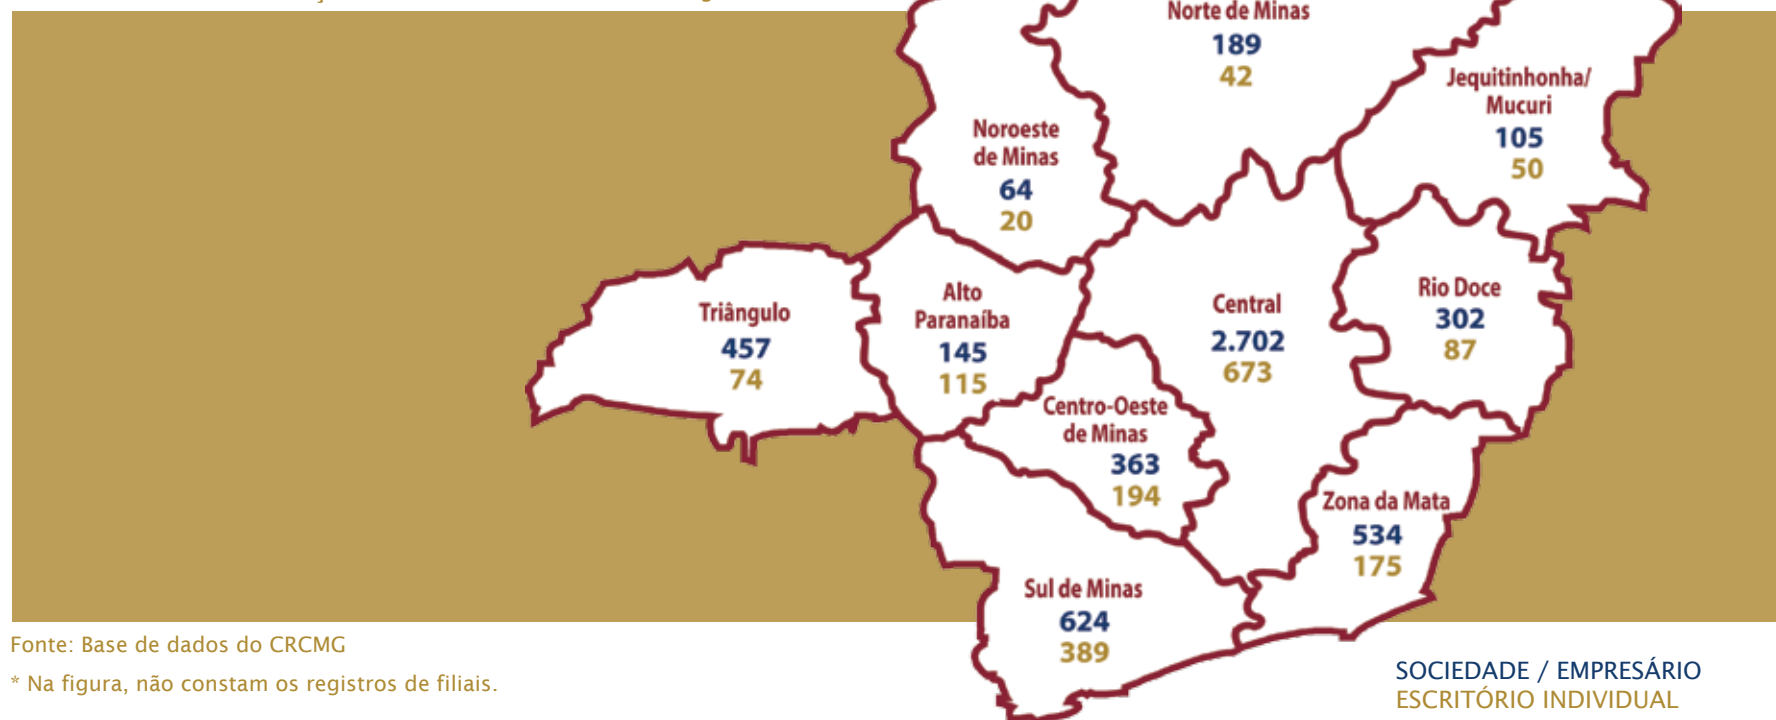 Norte de Minas
189
42
Jequitinhonha/
Mucuri
105
50
Noroeste
de Minas
64
20
Triângulo
457
74
Alto
Paranaíba
145
115
Central
2.702
673
Rio Doce
302
87
Centro-Oeste
de Minas
363
194
Zona da Mata
534
175
Sul de Minas
624
389
Fonte: Base de dados do CRCMG
* Na figura, não constam os registros de filiais.
SOCIEDADE / EMPRESÁRIO
ESCRITÓRIO INDIVIDUAL